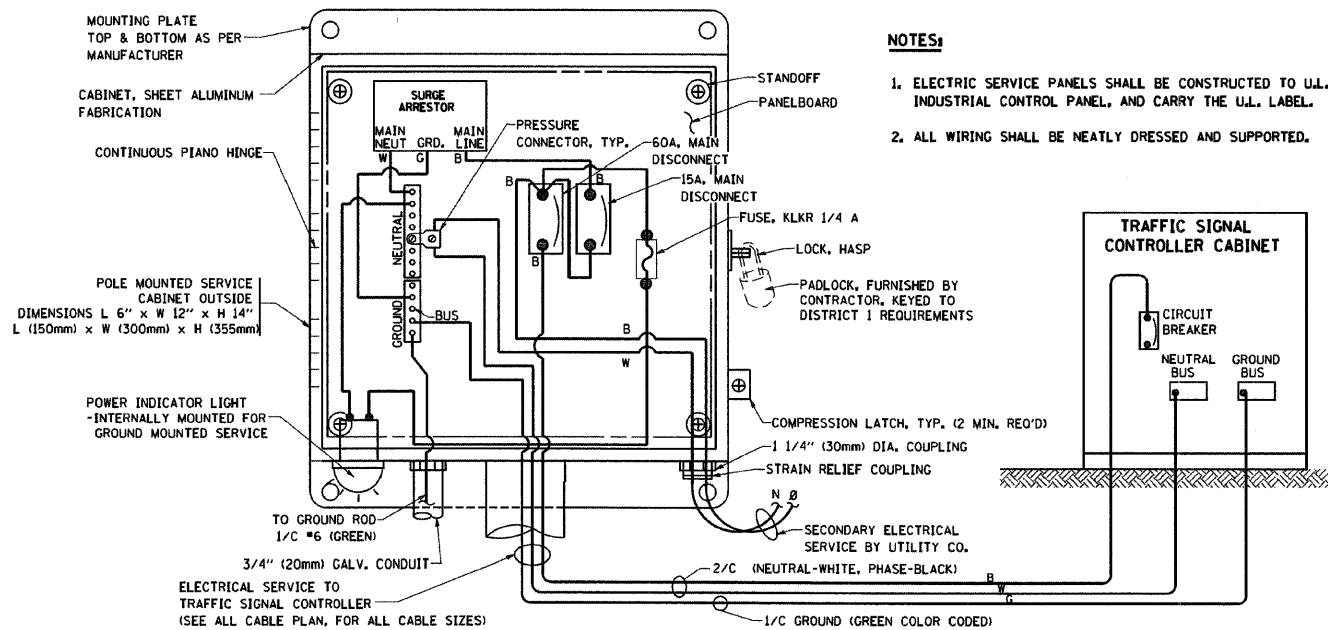 MOUNTING PLATE
TOP & BOTTOM AS PER
MANUFACTURER
CABINET, SHEET ALUMINUM
FABRICATION
CONTINUOUS PIANO HINGE
POLE MOUNTED SERVICE
CABINET OUTSIDE
DIMENSIONS L 6" x W 12" x H 14"
L (150mm) x W (300mm) x H (355mm)
POWER INDICATOR LIGHT
-INTERNALLY MOUNTED FOR
GROUND MOUNTED SERVICE
SURGE
ARRESTOR
MAIN
NEUT
GRD.
MAIN
LINE
W
G
B
PRESSURE
CONNECTOR, TYP.
STANDOFF
PANELBOARD
60A, MAIN
DISCONNECT
15A, MAIN
DISCONNECT
B
B
B
FUSE, KLKR 1/4 A
LOCK, HASP
PADLOCK, FURNISHED BY
CONTRACTOR, KEYED TO
DISTRICT 1 REQUIREMENTS
NEUTRAL
GROUND
BUS
B
W
COMPRESSION LATCH, TYP. (2 MIN. REQ'D)
1 1/4" (30mm) DIA. COUPLING
STRAIN RELIEF COUPLING
N Ø
SECONDARY ELECTRICAL
SERVICE BY UTILITY CO.
TO GROUND ROD
1/C #6 (GREEN)
3/4" (20mm) GALV. CONDUIT
ELECTRICAL SERVICE TO
TRAFFIC SIGNAL CONTROLLER
(SEE ALL CABLE PLAN, FOR ALL CABLE SIZES)
2/C (NEUTRAL-WHITE, PHASE-BLACK)
B
W
G
1/C GROUND (GREEN COLOR CODED)
NOTES:
1. ELECTRIC SERVICE PANELS SHALL BE CONSTRUCTED TO U.L.
INDUSTRIAL CONTROL PANEL, AND CARRY THE U.L. LABEL.
2. ALL WIRING SHALL BE NEATLY DRESSED AND SUPPORTED.
TRAFFIC SIGNAL
CONTROLLER CABINET
CIRCUIT
BREAKER
NEUTRAL
BUS
GROUND
BUS